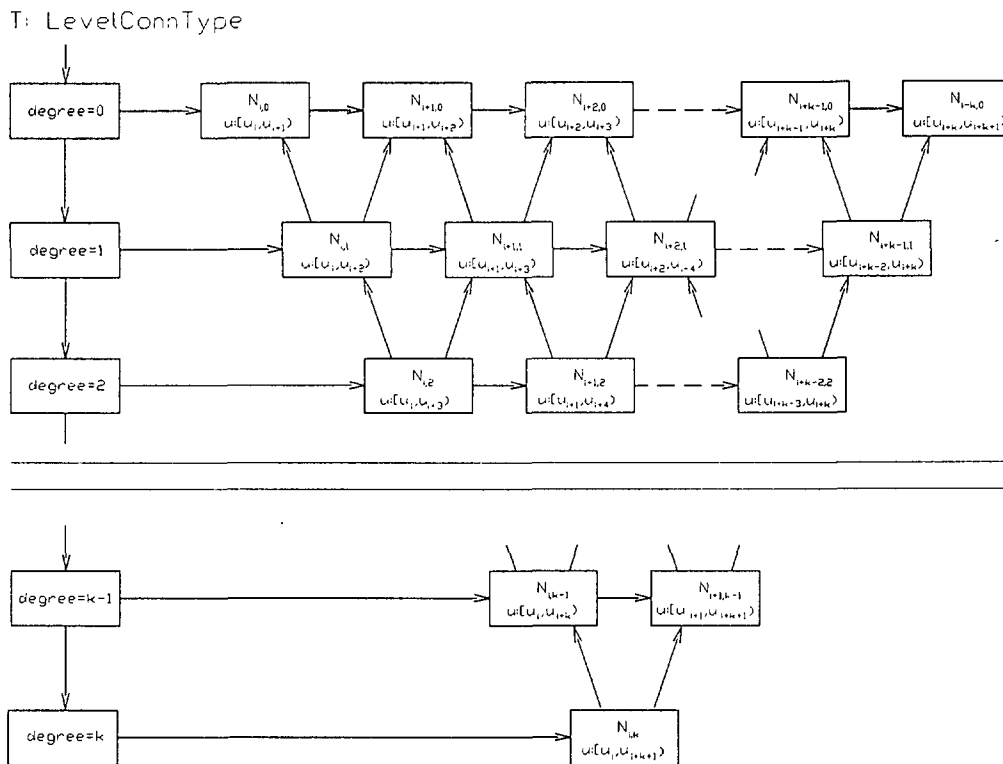 T: LevelConnType
degree=0
N_{i,0}
u:[u_i,u_{i+1})
N_{i+1,0}
u:[u_{i+1},u_{i+2})
N_{i+2,0}
u:[u_{i+2},u_{i+3})
N_{i+k-1,0}
u:[u_{i+k-1},u_{i+k})
N_{i-k,0}
u:[u_{i+k},u_{i+k+1})
degree=1
N_{i,1}
u:[u_i,u_{i+2})
N_{i+1,1}
u:[u_{i+1},u_{i+3})
N_{i+2,1}
u:[u_{i+2},u_{i-4})
N_{i+k-1,1}
u:[u_{i+k-2},u_{i+k})
degree=2
N_{i,2}
u:[u_i,u_{i+3})
N_{i+1,2}
u:[u_{i+1},u_{i+4})
N_{i+k-2,2}
u:[u_{i+k-3},u_{i+k})
degree=k-1
N_{i,k-1}
u:[u_i,u_{i+k})
N_{i+1,k-1}
u:[u_{i+1},u_{i+k+1})
degree=k
N_{i,k}
u:[u_i,u_{i+k+1})